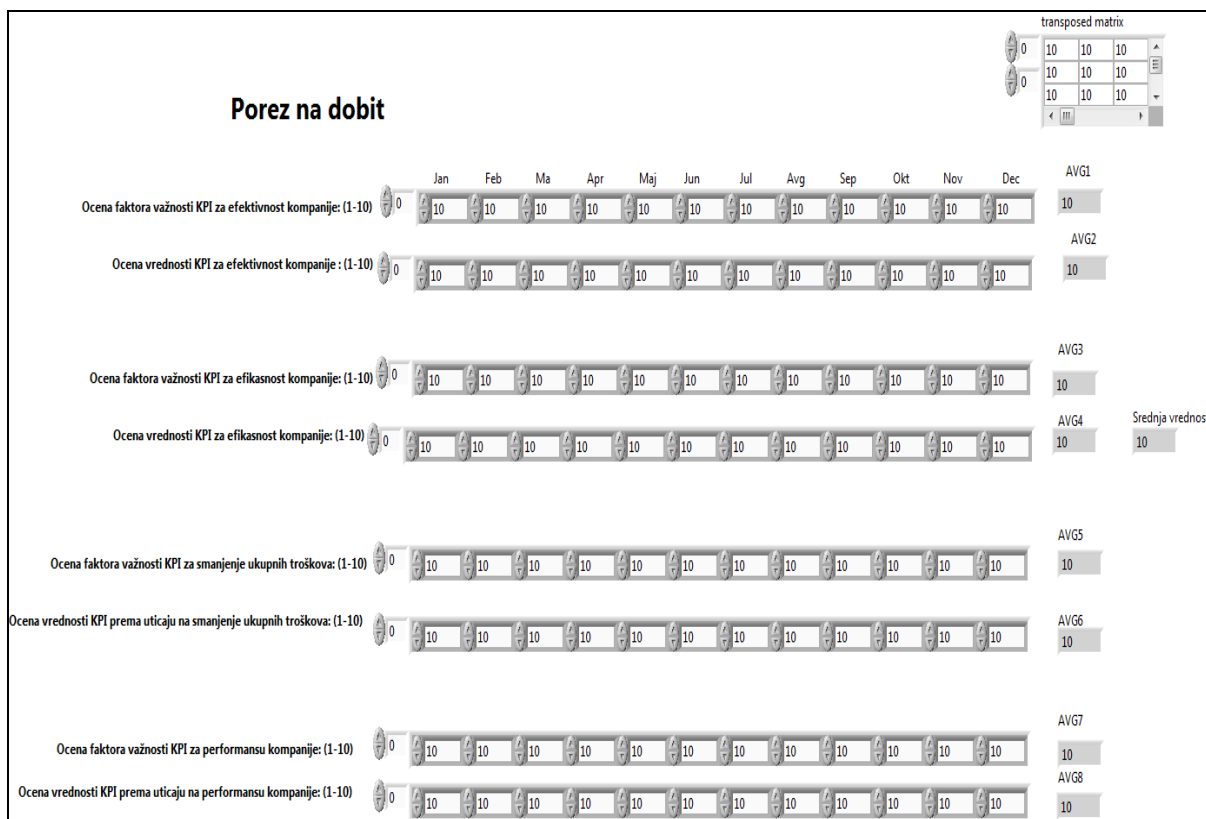 transposed matrix
0 10 10 10
0 10 10 10
10 10 10
Porez na dobit
Jan Feb Ma Apr Maj Jun Jul Avg Sep Okt Nov Dec AVG1
Ocena faktora važnosti KPI za efektivnost kompanije: (1-10) 0 10 10 10 10 10 10 10 10 10 10 10 10 10
AVG2
Ocena vrednosti KPI za efektivnost kompanije : (1-10) 0 10 10 10 10 10 10 10 10 10 10 10 10 10
AVG3
Ocena faktora važnosti KPI za efikasnost kompanije: (1-10) 0 10 10 10 10 10 10 10 10 10 10 10 10 10
AVG4 Srednja vrednos
Ocena vrednosti KPI za efikasnost kompanije: (1-10) 0 10 10 10 10 10 10 10 10 10 10 10 10 10 10
AVG5
Ocena faktora važnosti KPI za smanjenje ukupnih troškova: (1-10) 0 10 10 10 10 10 10 10 10 10 10 10 10 10
AVG6
Ocena vrednosti KPI prema uticaju na smanjenje ukupnih troškova: (1-10) 0 10 10 10 10 10 10 10 10 10 10 10 10 10
AVG7
Ocena faktora važnosti KPI za performansu kompanije: (1-10) 0 10 10 10 10 10 10 10 10 10 10 10 10 10
AVG8
Ocena vrednosti KPI prema uticaju na performansu kompanije: (1-10) 0 10 10 10 10 10 10 10 10 10 10 10 10 10